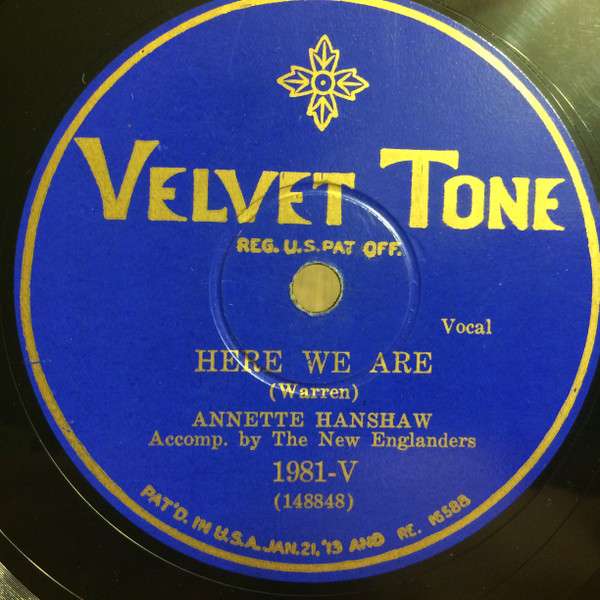 VELVET TONE
REG. U.S. PAT OFF.
Vocal
HERE WE ARE
(Warren)
ANNETTE HANSHAW
Accomp. by The New Englanders
1981-V
(148848)
PAT'D. IN U.S.A. JAN. 21, '13 AND RE. 16588